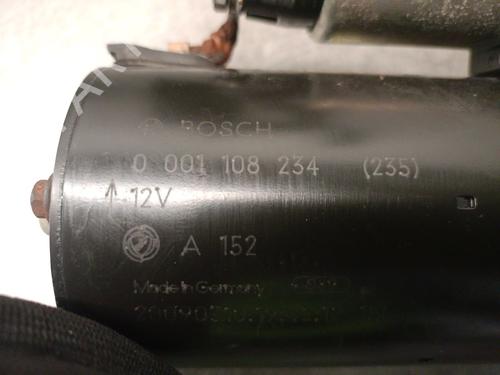 BOSCH
0 001 108 234 (235)
12V
A 152
Made in Germany